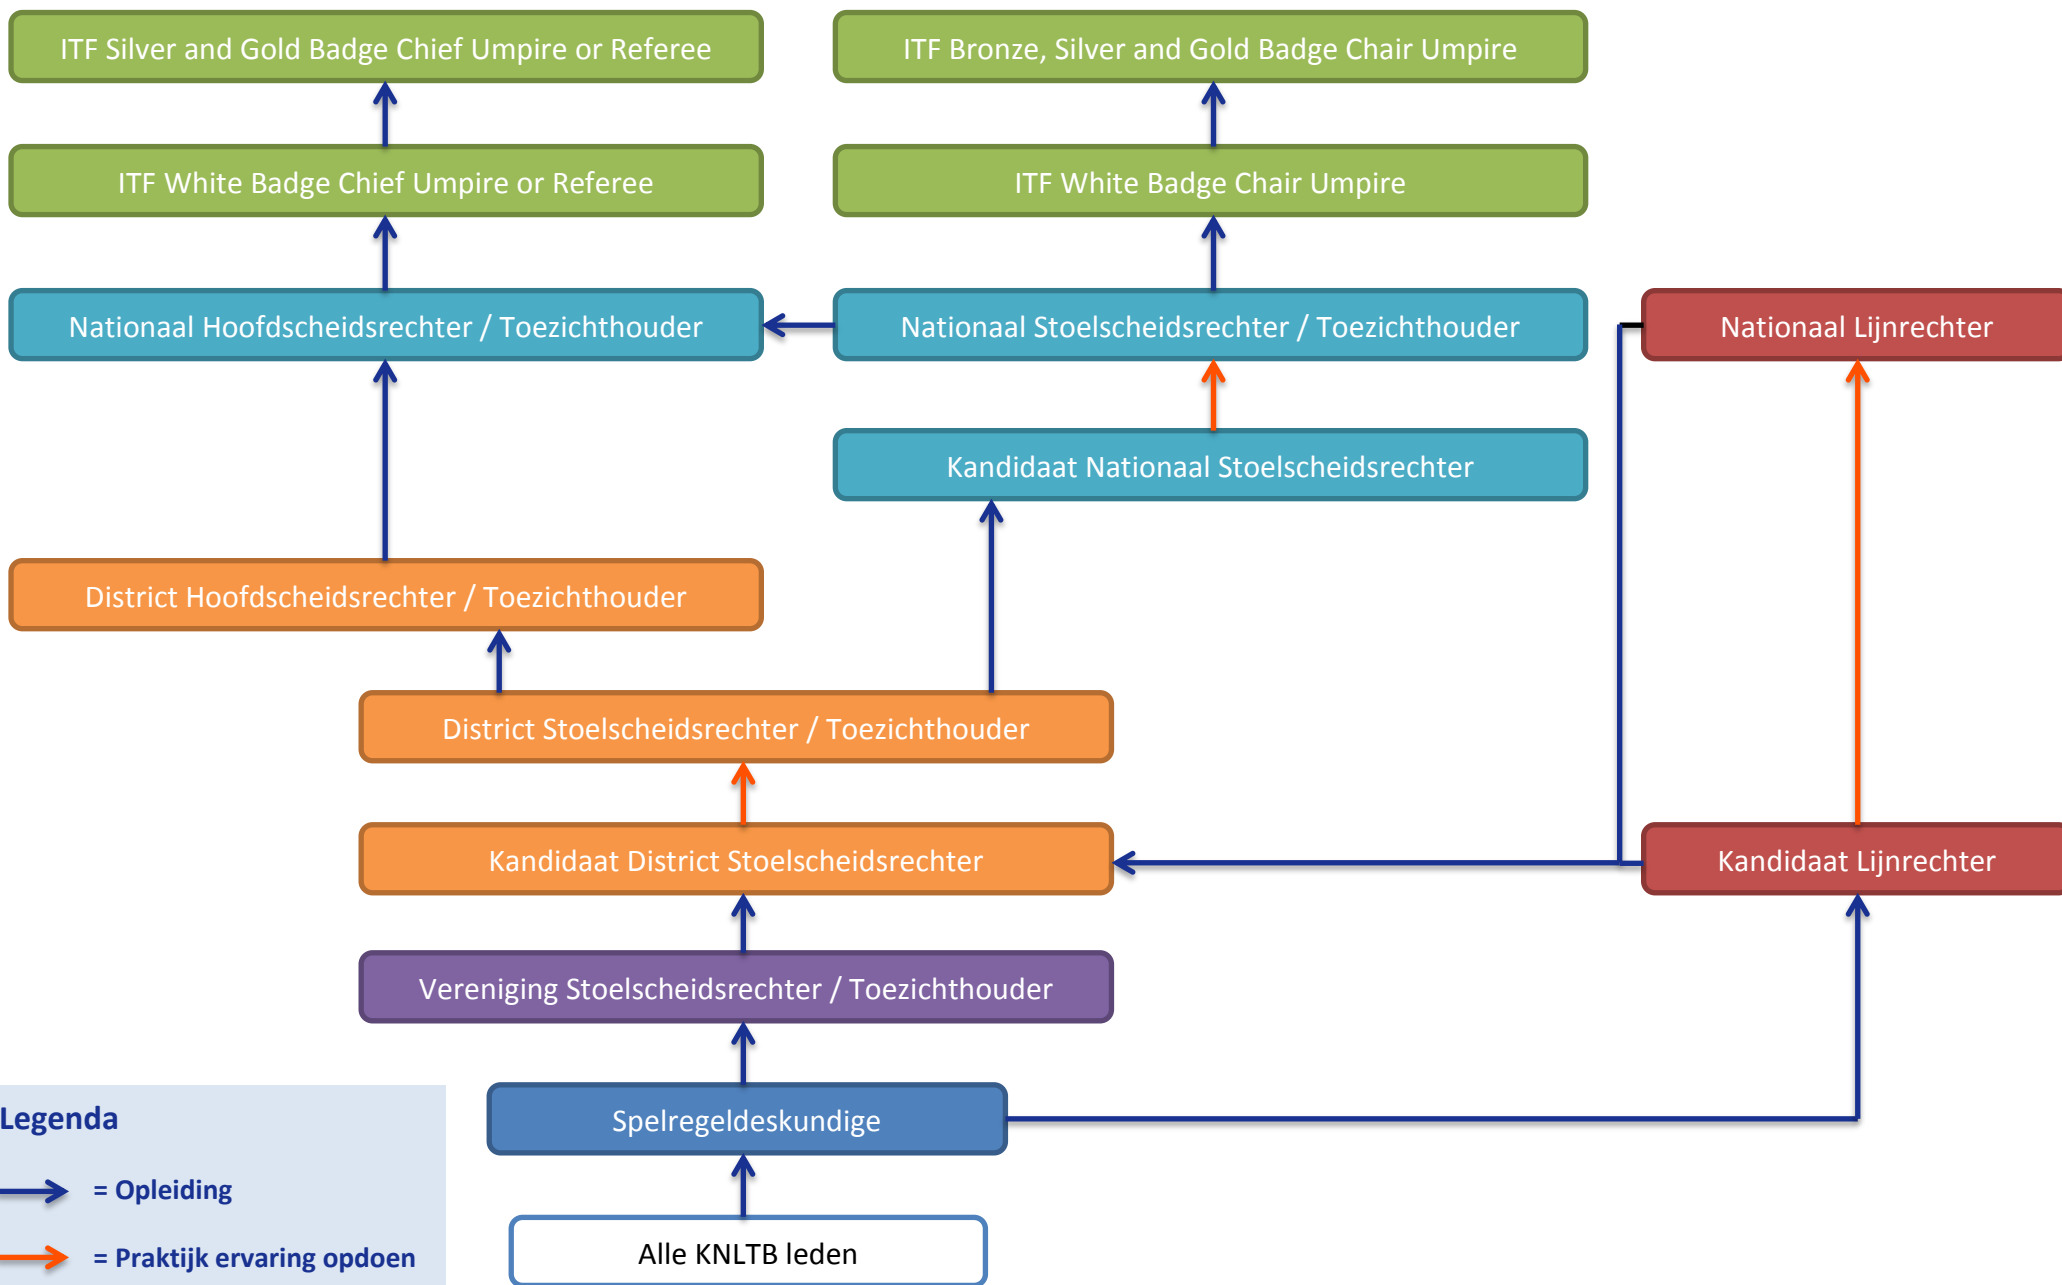 ITF Silver and Gold Badge Chief Umpire or Referee
ITF Bronze, Silver and Gold Badge Chair Umpire
ITF White Badge Chief Umpire or Referee
ITF White Badge Chair Umpire
Nationaal Hoofdscheidsrechter / Toezichthouder
Nationaal Stoelscheidsrechter / Toezichthouder
Nationaal Lijnrechter
Kandidaat Nationaal Stoelscheidsrechter
District Hoofdscheidsrechter / Toezichthouder
District Stoelscheidsrechter / Toezichthouder
Kandidaat District Stoelscheidsrechter
Kandidaat Lijnrechter
Vereniging Stoelscheidsrechter / Toezichthouder
Spelregeldeskundige
Alle KNLTB leden
Legenda
= Opleiding
= Praktijk ervaring opdoen